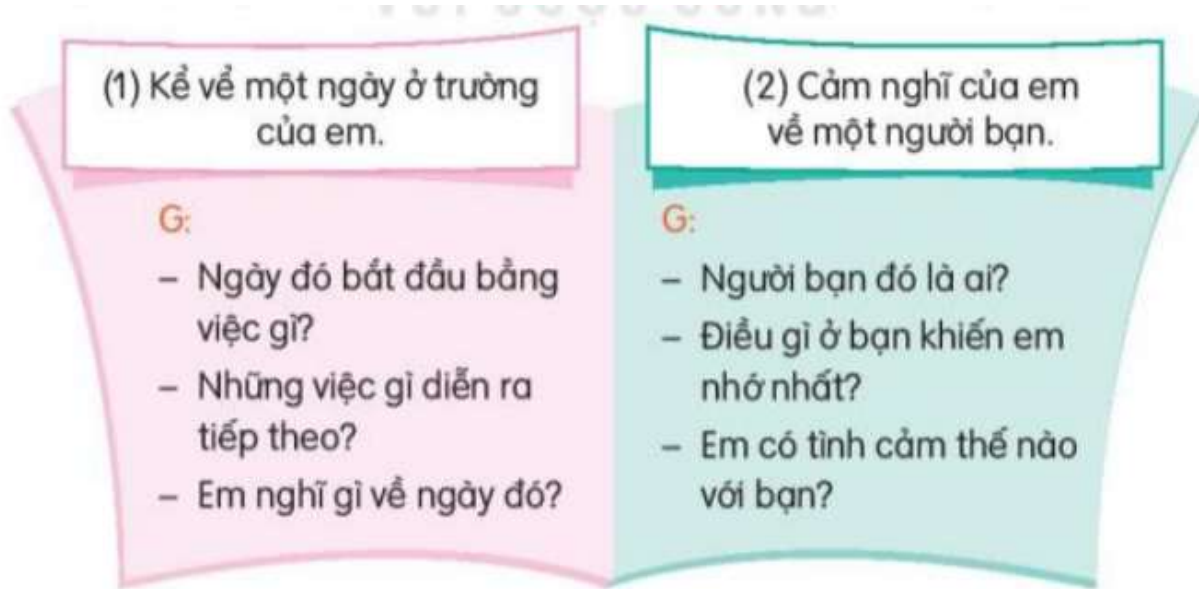 (1) Kể về một ngày ở trường
của em.
G:
– Ngày đó bắt đầu bằng
việc gì?
– Những việc gì diễn ra
tiếp theo?
– Em nghĩ gì về ngày đó?
(2) Cảm nghĩ của em
về một người bạn.
G:
– Người bạn đó là ai?
– Điều gì ở bạn khiến em
nhớ nhất?
– Em có tình cảm thế nào
với bạn?